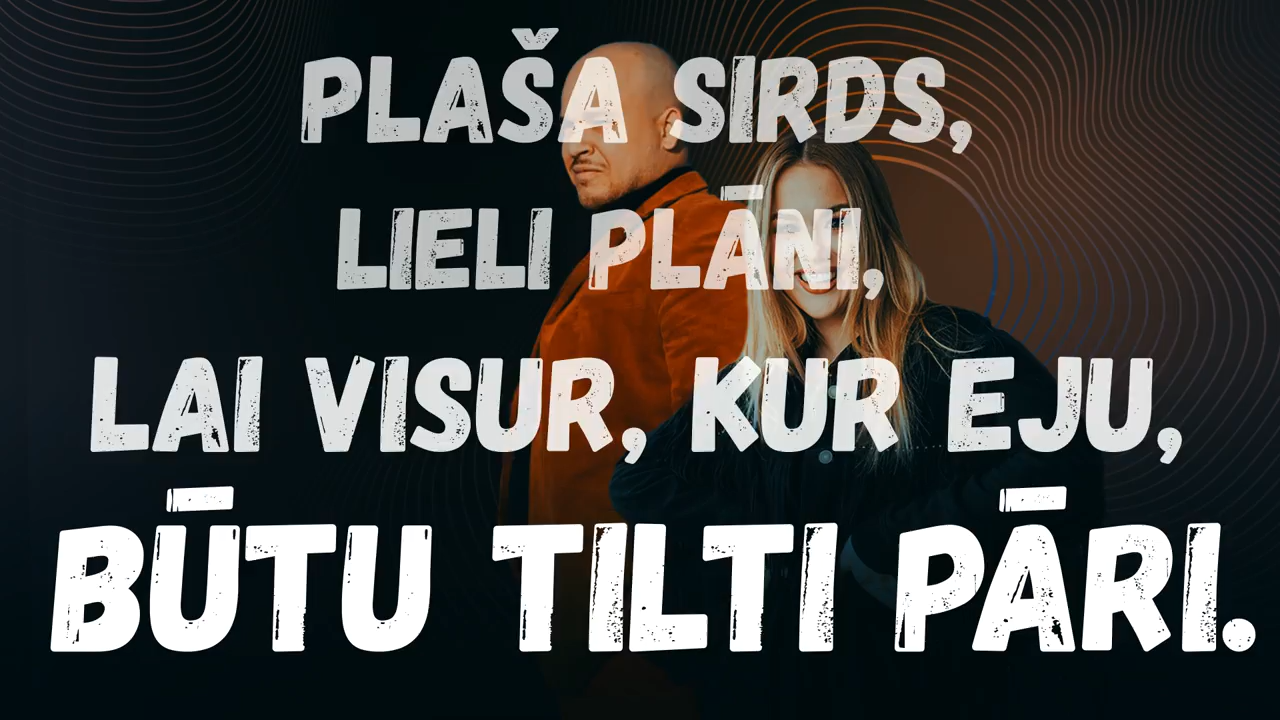 PLAŠA SIRDS,
LIELI PLĀNI,
LAI VISUR, KUR EJU,
BŪTU TILTI PĀRI.